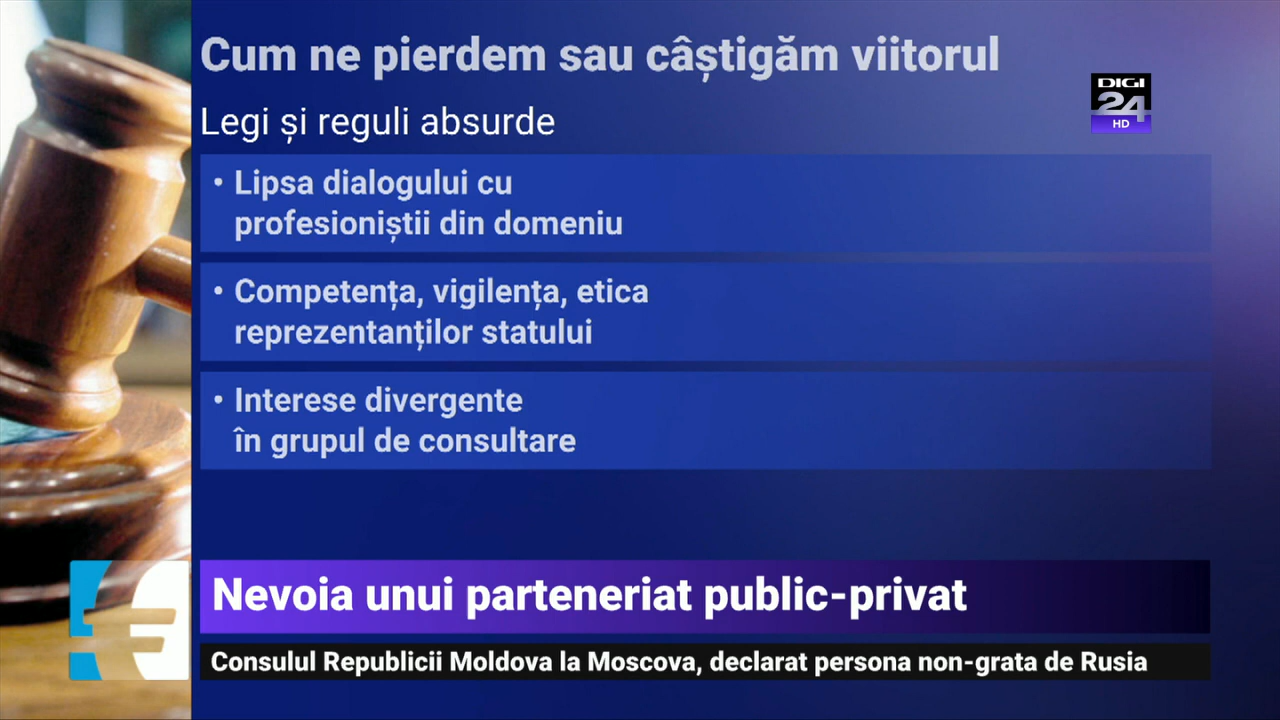 Cum ne pierdem sau câștigăm viitorul
Legi și reguli absurde
DIGI
24
HD
• Lipsa dialogului cu
profesioniștii din domeniu
• Competența, vigilența, etica
reprezentanților statului
• Interese divergente
în grupul de consultare
Nevoia unui parteneriat public-privat
Consulul Republicii Moldova la Moscova, declarat persona non-grata de Rusia